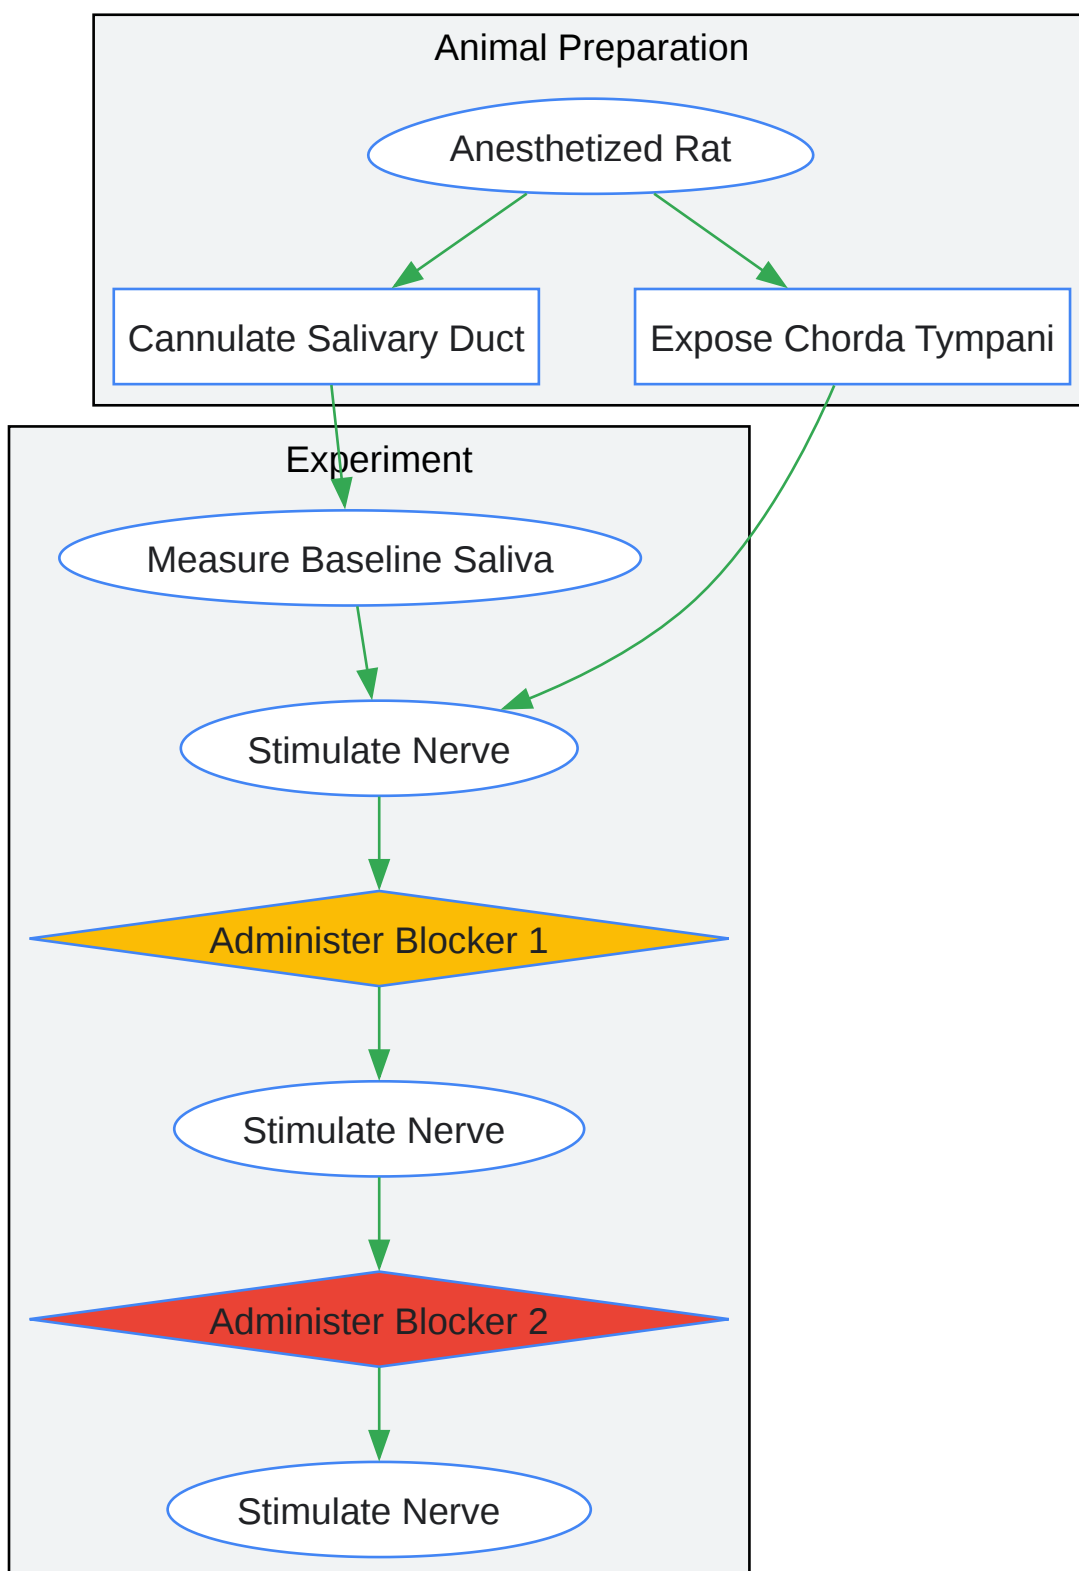 Animal Preparation
Anesthetized Rat
Cannulate Salivary Duct
Expose Chorda Tympani
Experiment
Measure Baseline Saliva
Stimulate Nerve
Administer Blocker 1
Stimulate Nerve
Administer Blocker 2
Stimulate Nerve